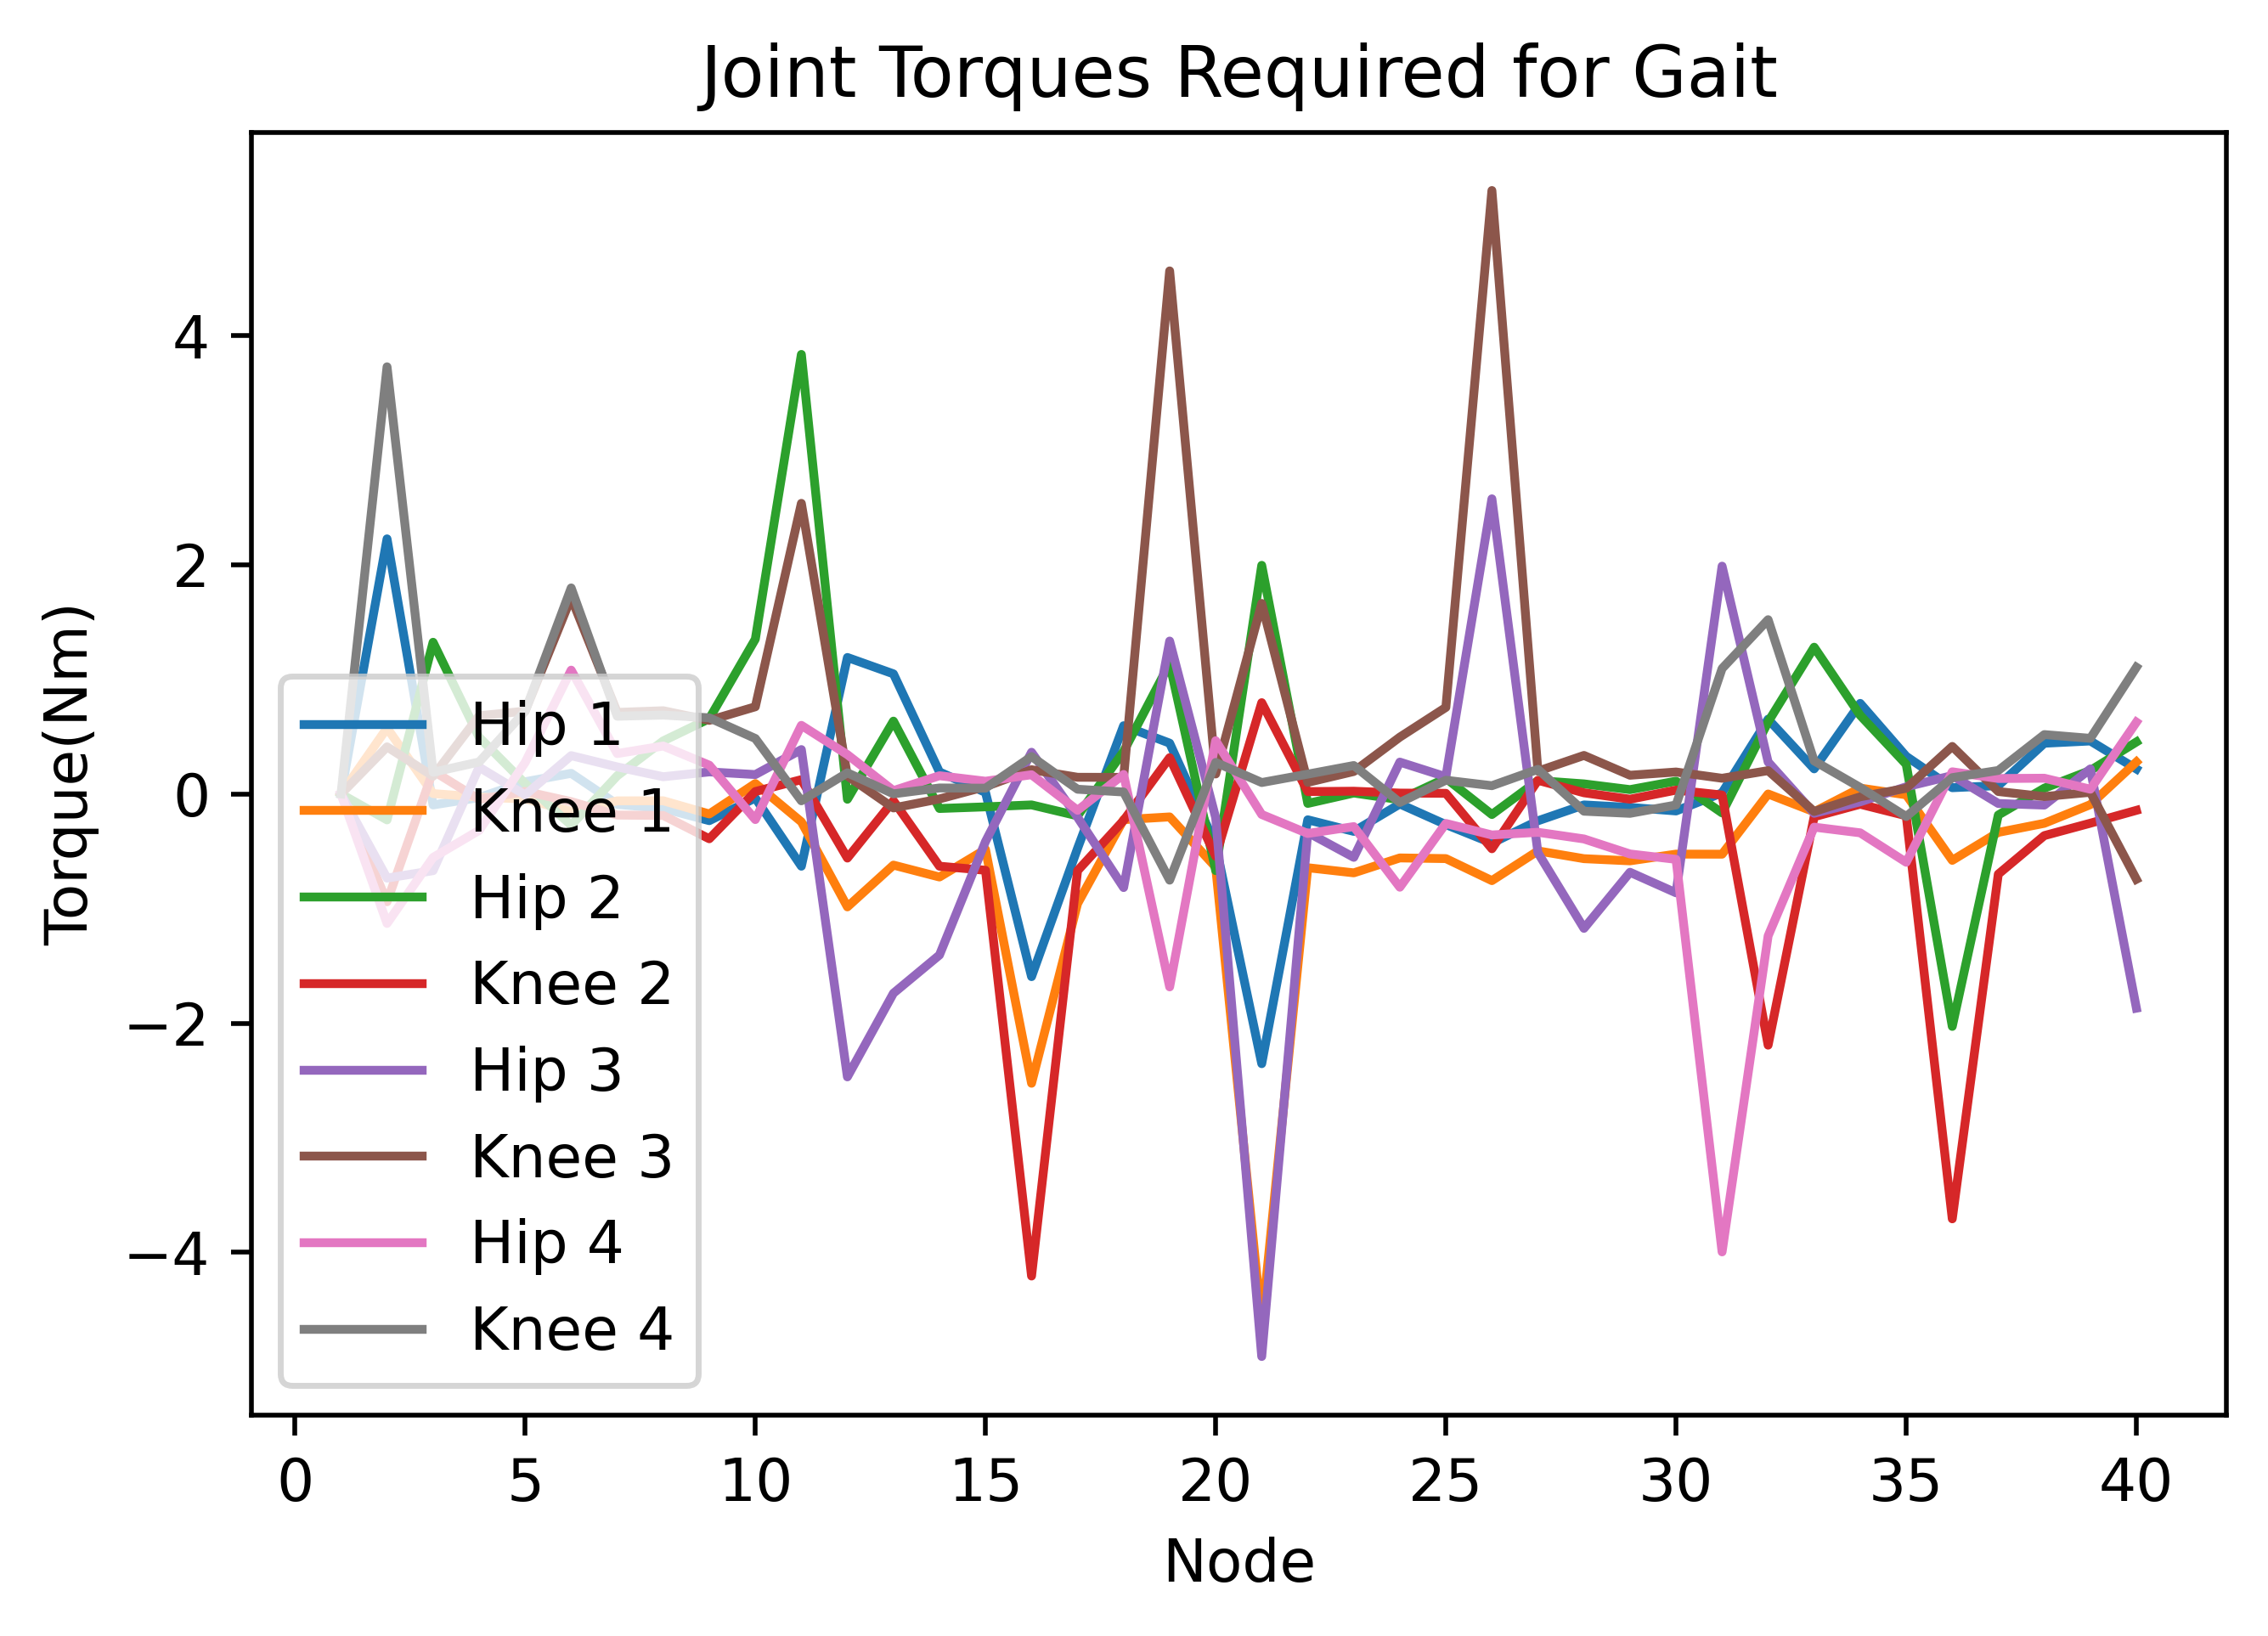 Joint Torques Required for Gait
Torque(Nm)
4
2
0
−2
−4
Hip 1
Knee 1
Hip 2
Knee 2
Hip 3
Knee 3
Hip 4
Knee 4
0 5 10 15 20 25 30 35 40
Node